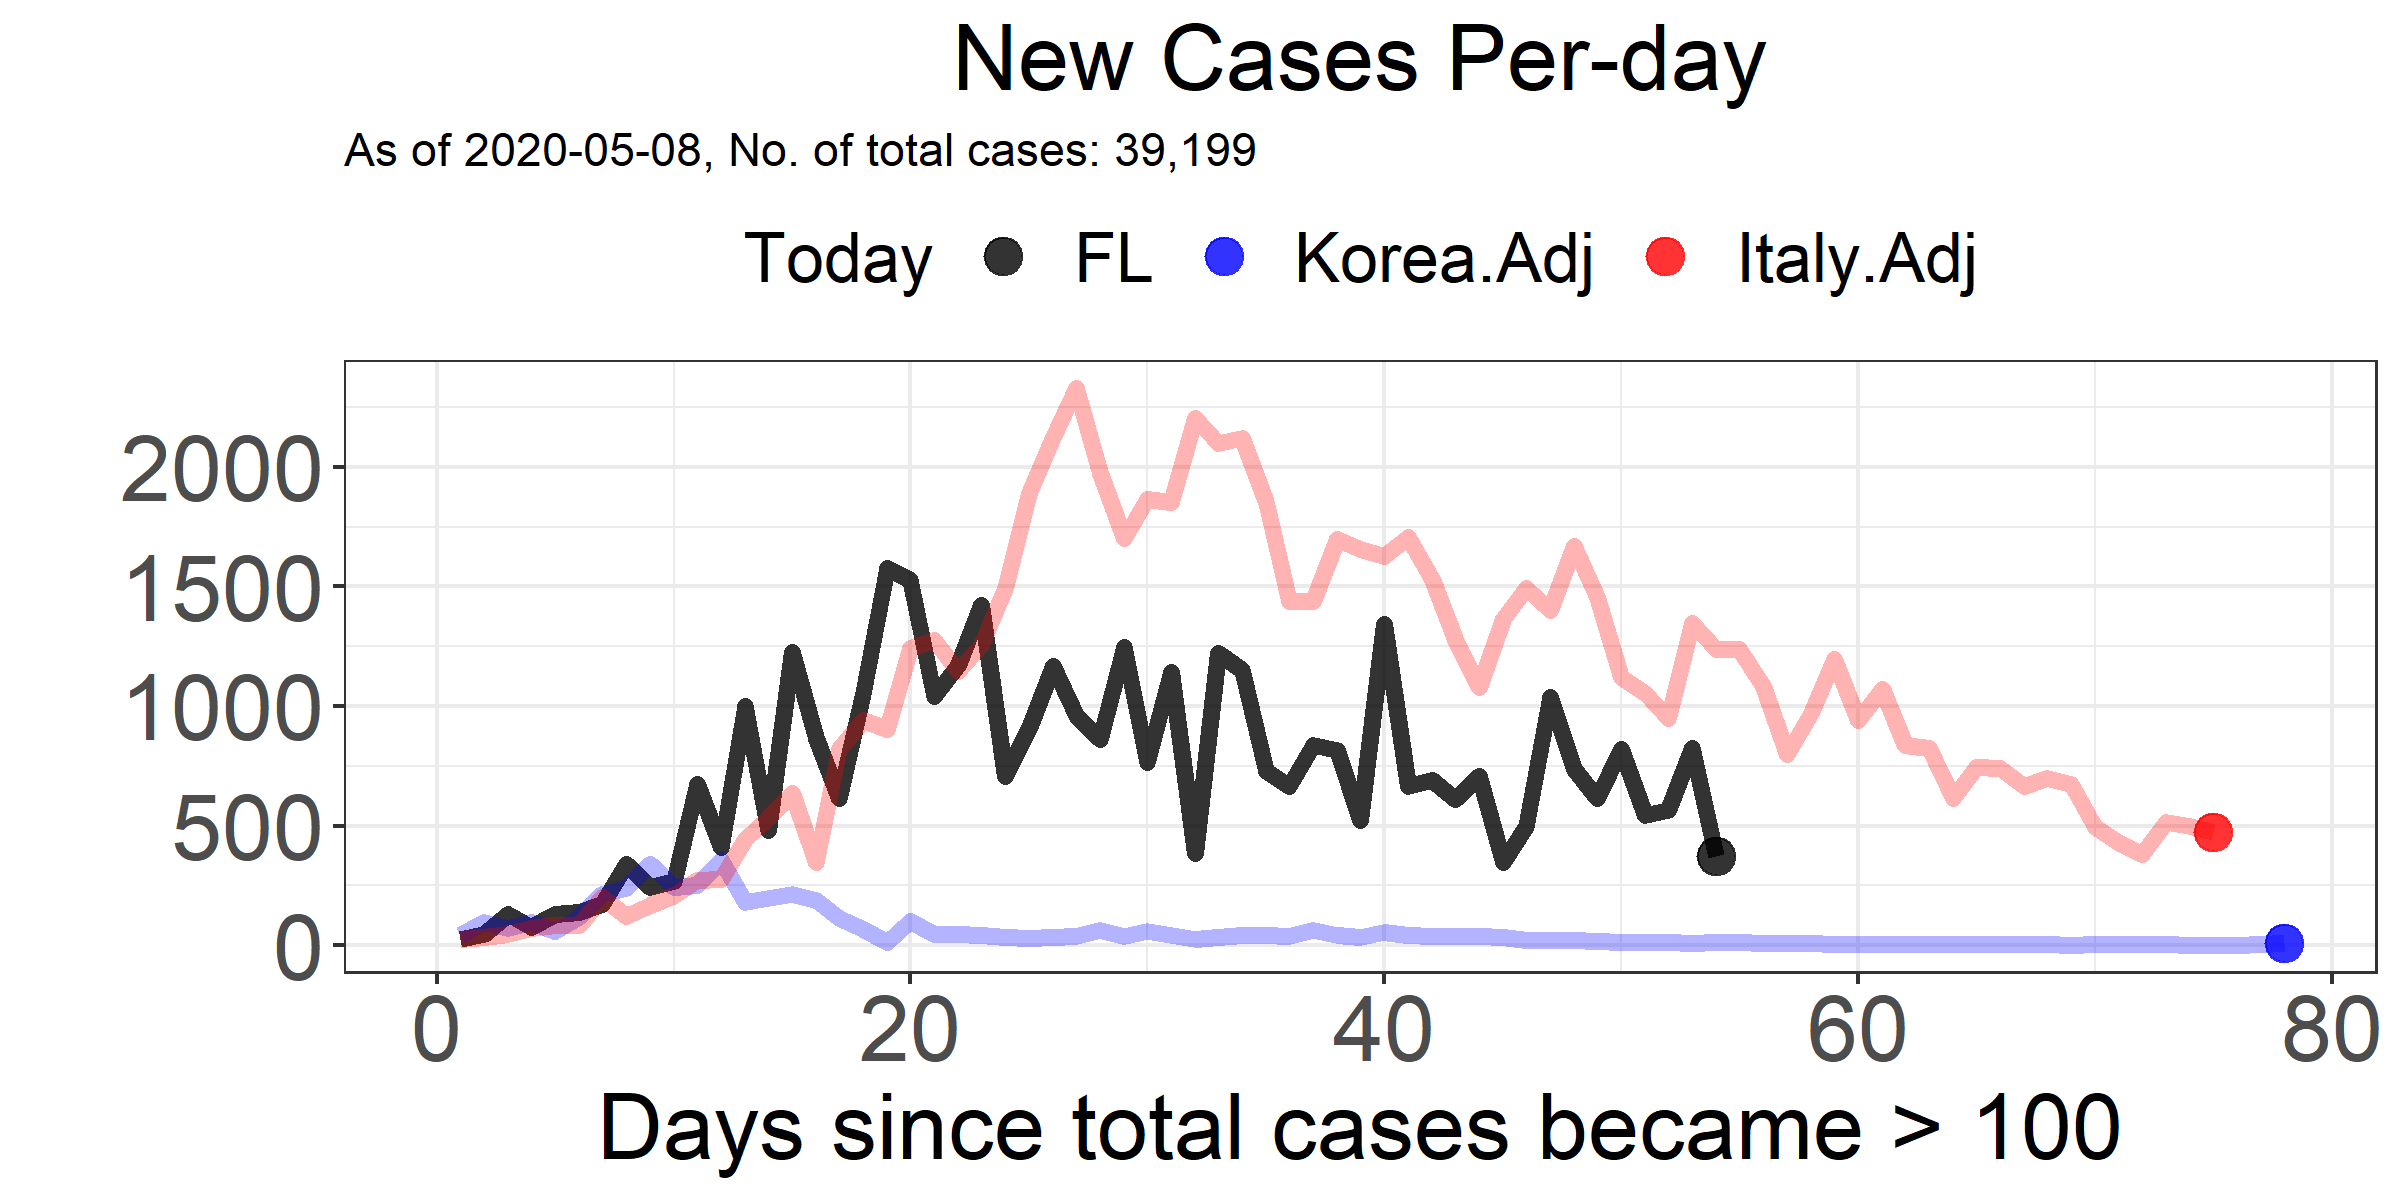 New Cases Per-day
As of 2020-05-08, No. of total cases: 39,199
Today FL Korea.Adj Italy.Adj
2000
1500
1000
500
0
0 20 40 60 80
Days since total cases became > 100